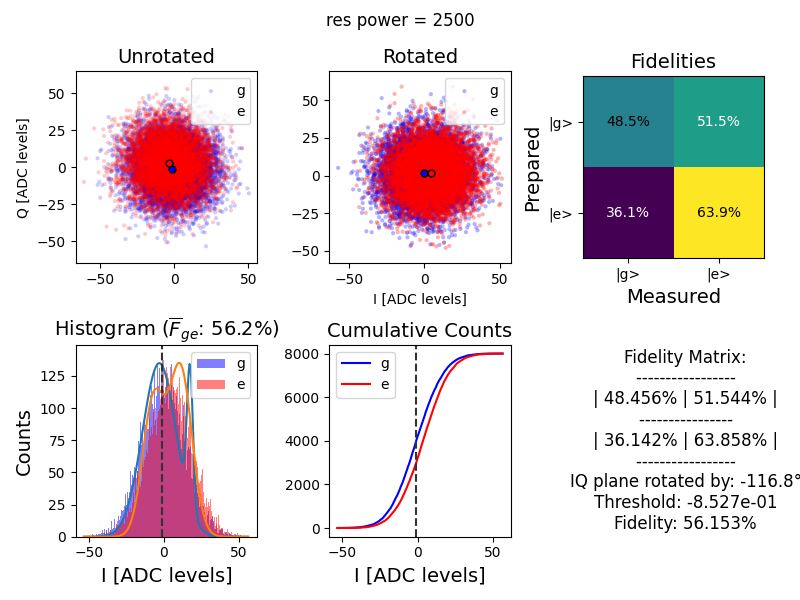 res power = 2500
Unrotated
g
e
50
25
0
−25
−50
Q [ADC levels]
−50 0 50
Rotated
g
e
50
25
0
−25
−50
−50 0 50
I [ADC levels]
Fidelities
48.5% 51.5%
36.1% 63.9%
|g>
|e>
Prepared
|g> |e>
Measured
Histogram (F̅ge: 56.2%)
g
e
125
100
75
50
25
0
Counts
−50 0 50
I [ADC levels]
Cumulative Counts
g
e
8000
6000
4000
2000
0
−50 0 50
I [ADC levels]
Fidelity Matrix:
-----------------
| 48.456% | 51.544% |
----------------
| 36.142% | 63.858% |
-----------------
IQ plane rotated by: -116.8°
Threshold: -8.527e-01
Fidelity: 56.153%